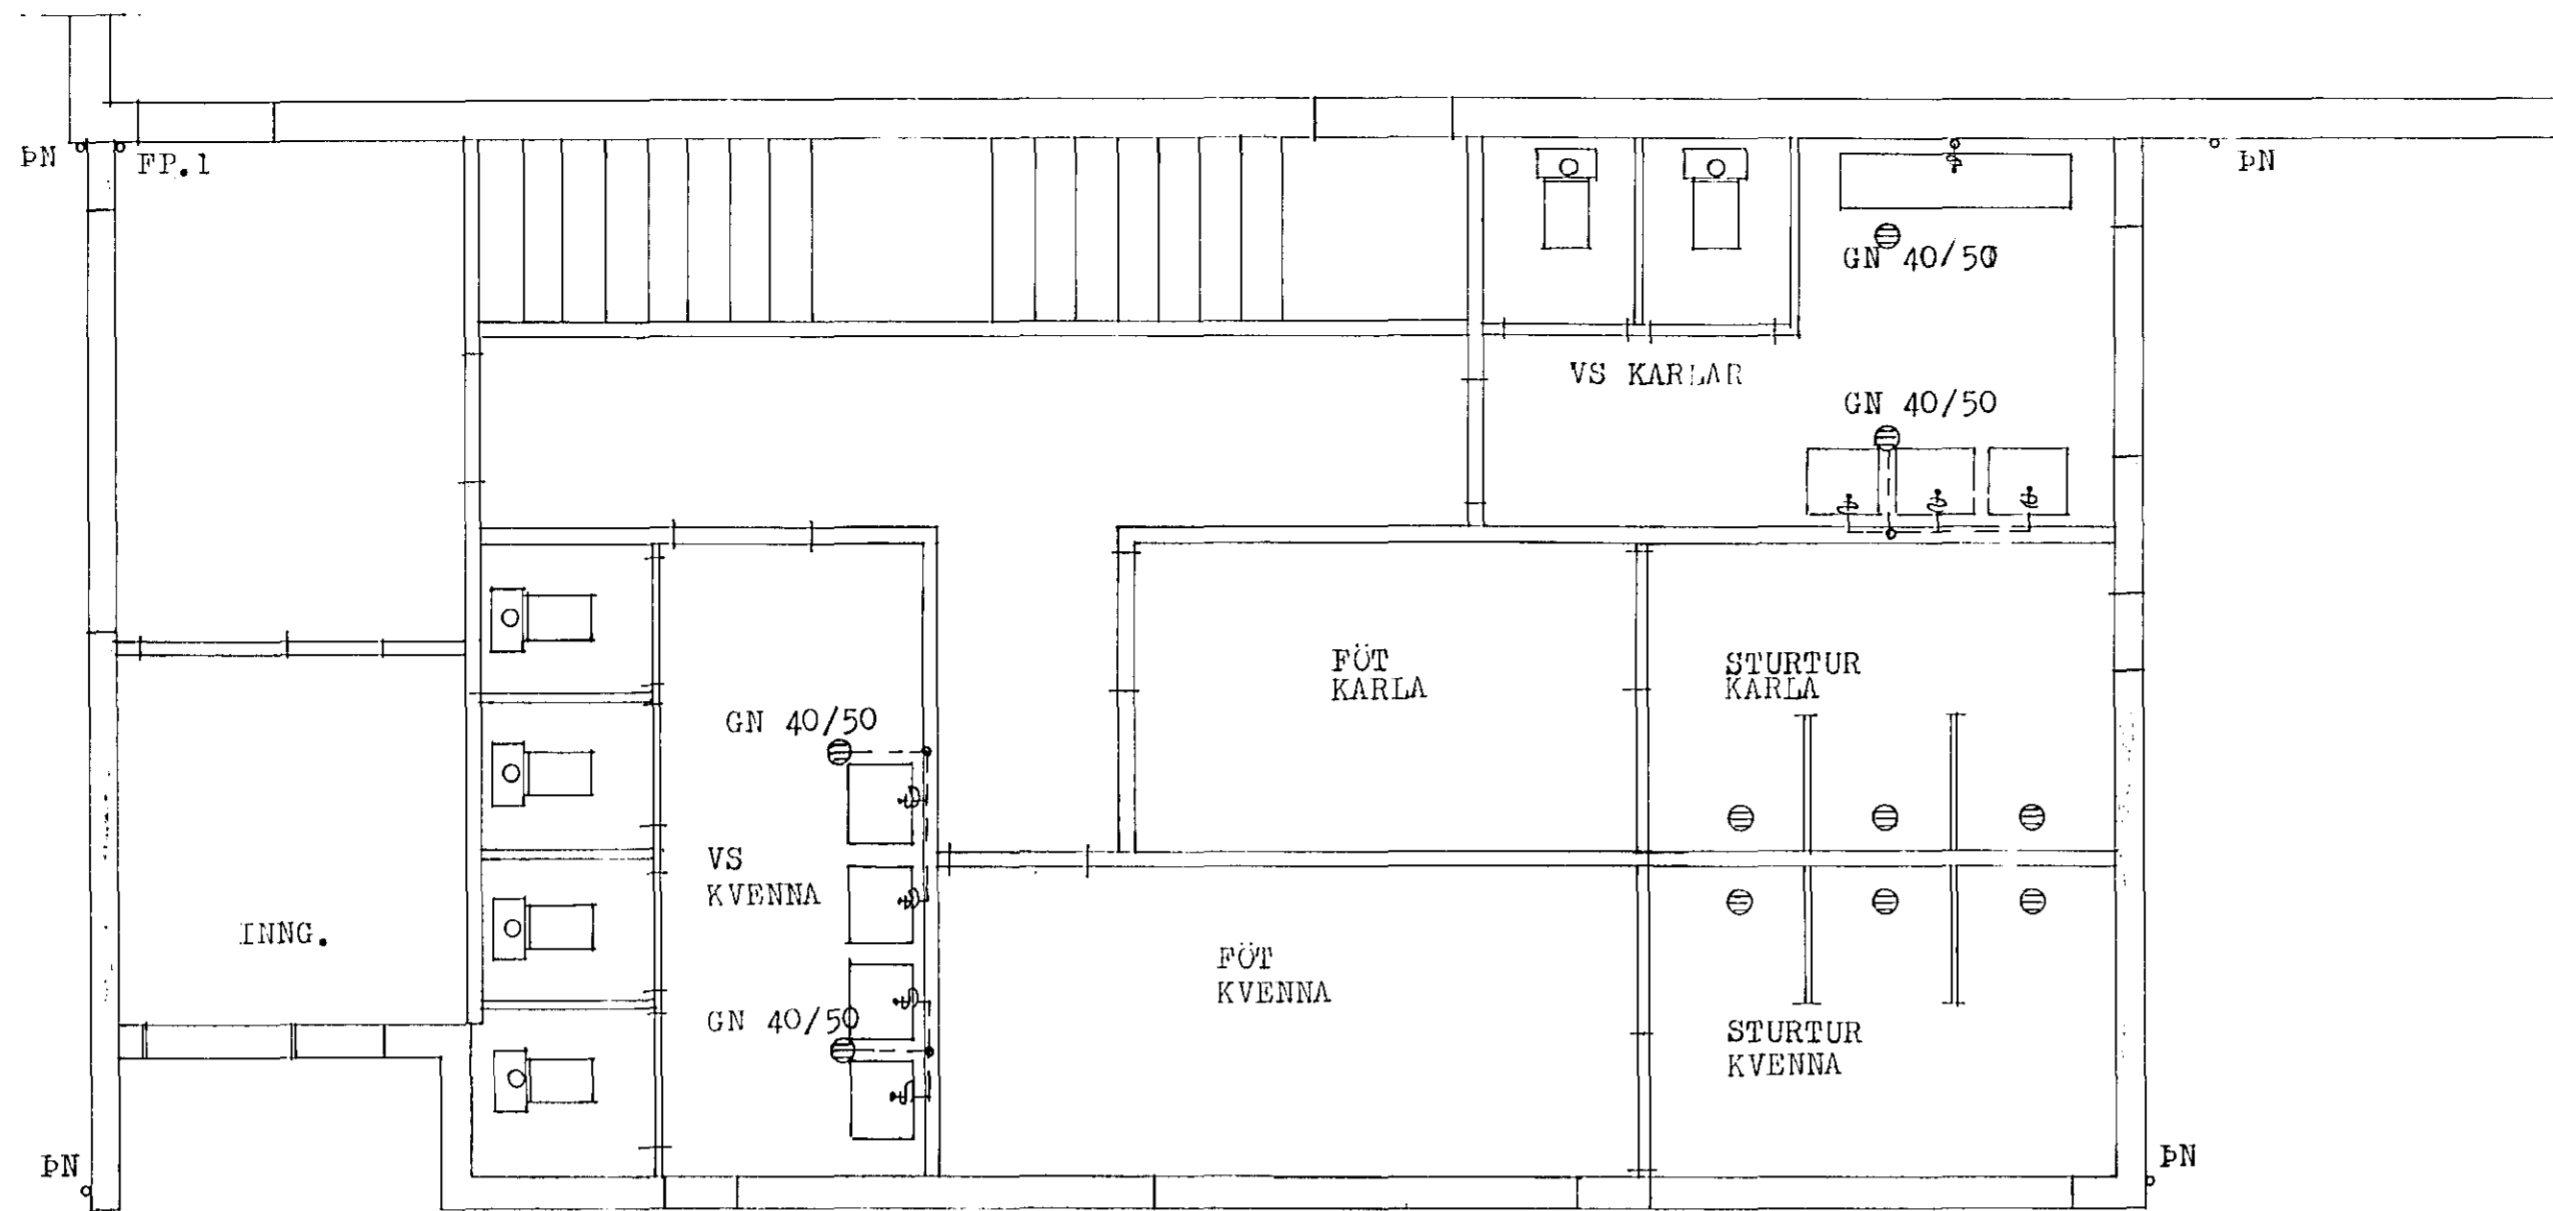 ÞN
FP.1
ÞN
GN 40/50
VS KARLAR
GN 40/50
FÖT
KARLA
STURTUR
KARLA
GN 40/50
VS
KVENNA
INNG.
FÖT
KVENNA
GN 40/50
STURTUR
KVENNA
ÞN
ÞN